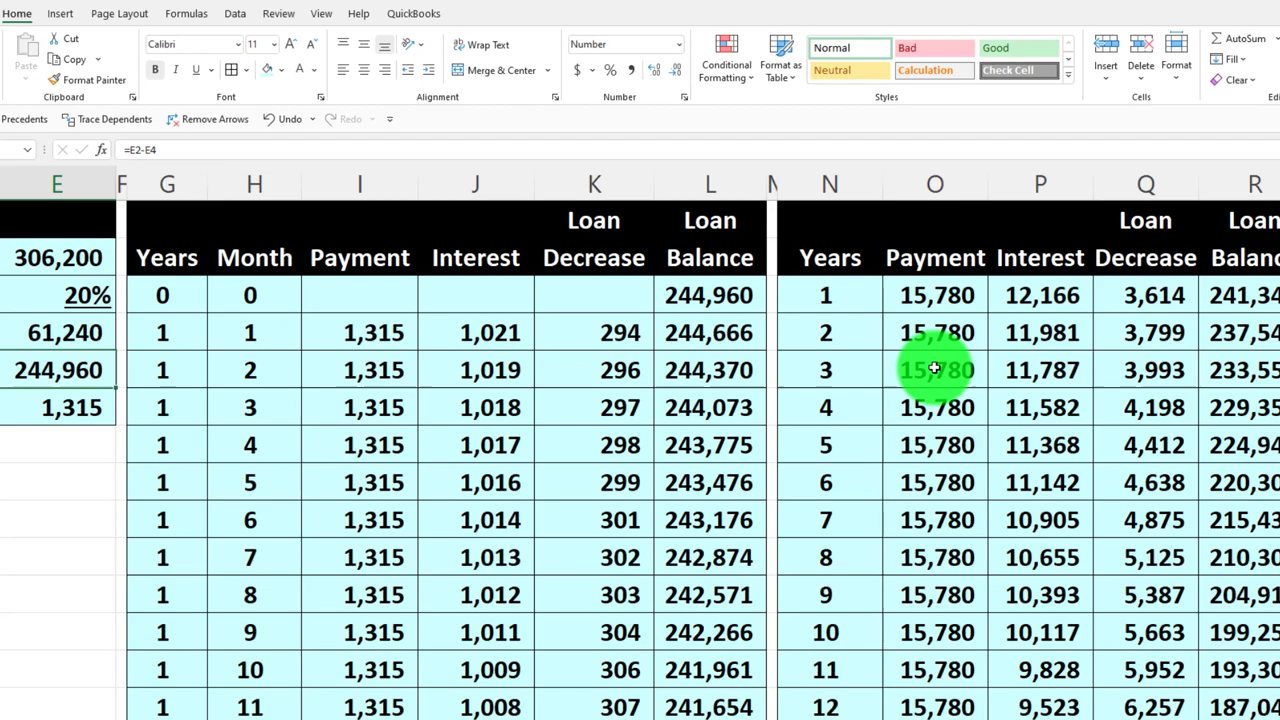 Home Insert Page Layout Formulas Data Review View Help QuickBooks
Cut Calibri 11 Wrap Text Number Normal Bad Good AutoSum
Paste Copy Format Painter B I Merge & Center $ % Conditional Formatting Format as Table Neutral Calculation Check Cell Insert Delete Format Fill Clear
Clipboard Font Alignment Number Styles Cells
Precedents Trace Dependents Remove Arrows Undo Redo
fx =E2-E4
E F G H I J K L M N O P Q R
Loan Loan Loan Loan
306,200 Years Month Payment Interest Decrease Balance Years Payment Interest Decrease Balanc
20% 0 0 244,960 1 15,780 12,166 3,614 241,34
61,240 1 1 1,315 1,021 294 244,666 2 15,780 11,981 3,799 237,54
244,960 1 2 1,315 1,019 296 244,370 3 15,780 11,787 3,993 233,55
1,315 1 3 1,315 1,018 297 244,073 4 15,780 11,582 4,198 229,35
1 4 1,315 1,017 298 243,775 5 15,780 11,368 4,412 224,94
1 5 1,315 1,016 299 243,476 6 15,780 11,142 4,638 220,30
1 6 1,315 1,014 301 243,176 7 15,780 10,905 4,875 215,43
1 7 1,315 1,013 302 242,874 8 15,780 10,655 5,125 210,30
1 8 1,315 1,012 303 242,571 9 15,780 10,393 5,387 204,91
1 9 1,315 1,011 304 242,266 10 15,780 10,117 5,663 199,25
1 10 1,315 1,009 306 241,961 11 15,780 9,828 5,952 193,30
1 11 1,315 1,008 307 241,654 12 15,780 9,523 6,257 187,04